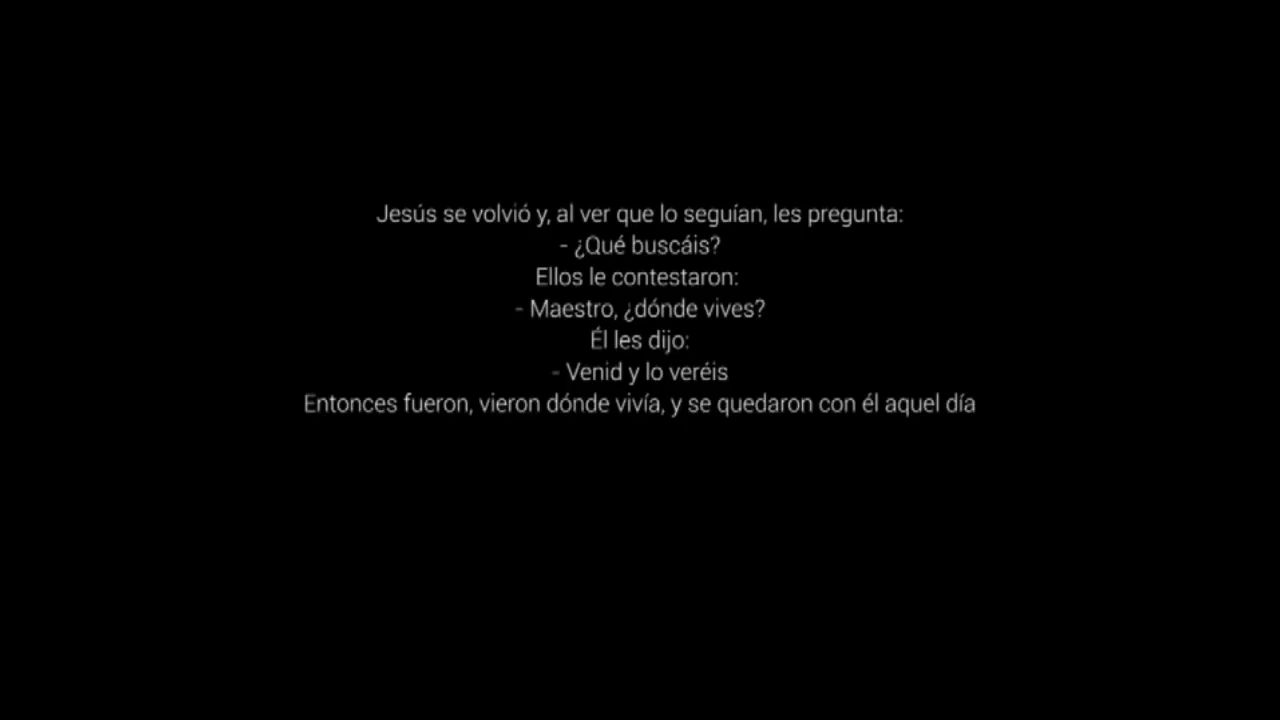 Jesús se volvió y, al ver que lo seguían, les pregunta:
- ¿Qué buscáis?
Ellos le contestaron:
- Maestro, ¿dónde vives?
Él les dijo:
- Venid y lo veréis
Entonces fueron, vieron dónde vivía, y se quedaron con él aquel día